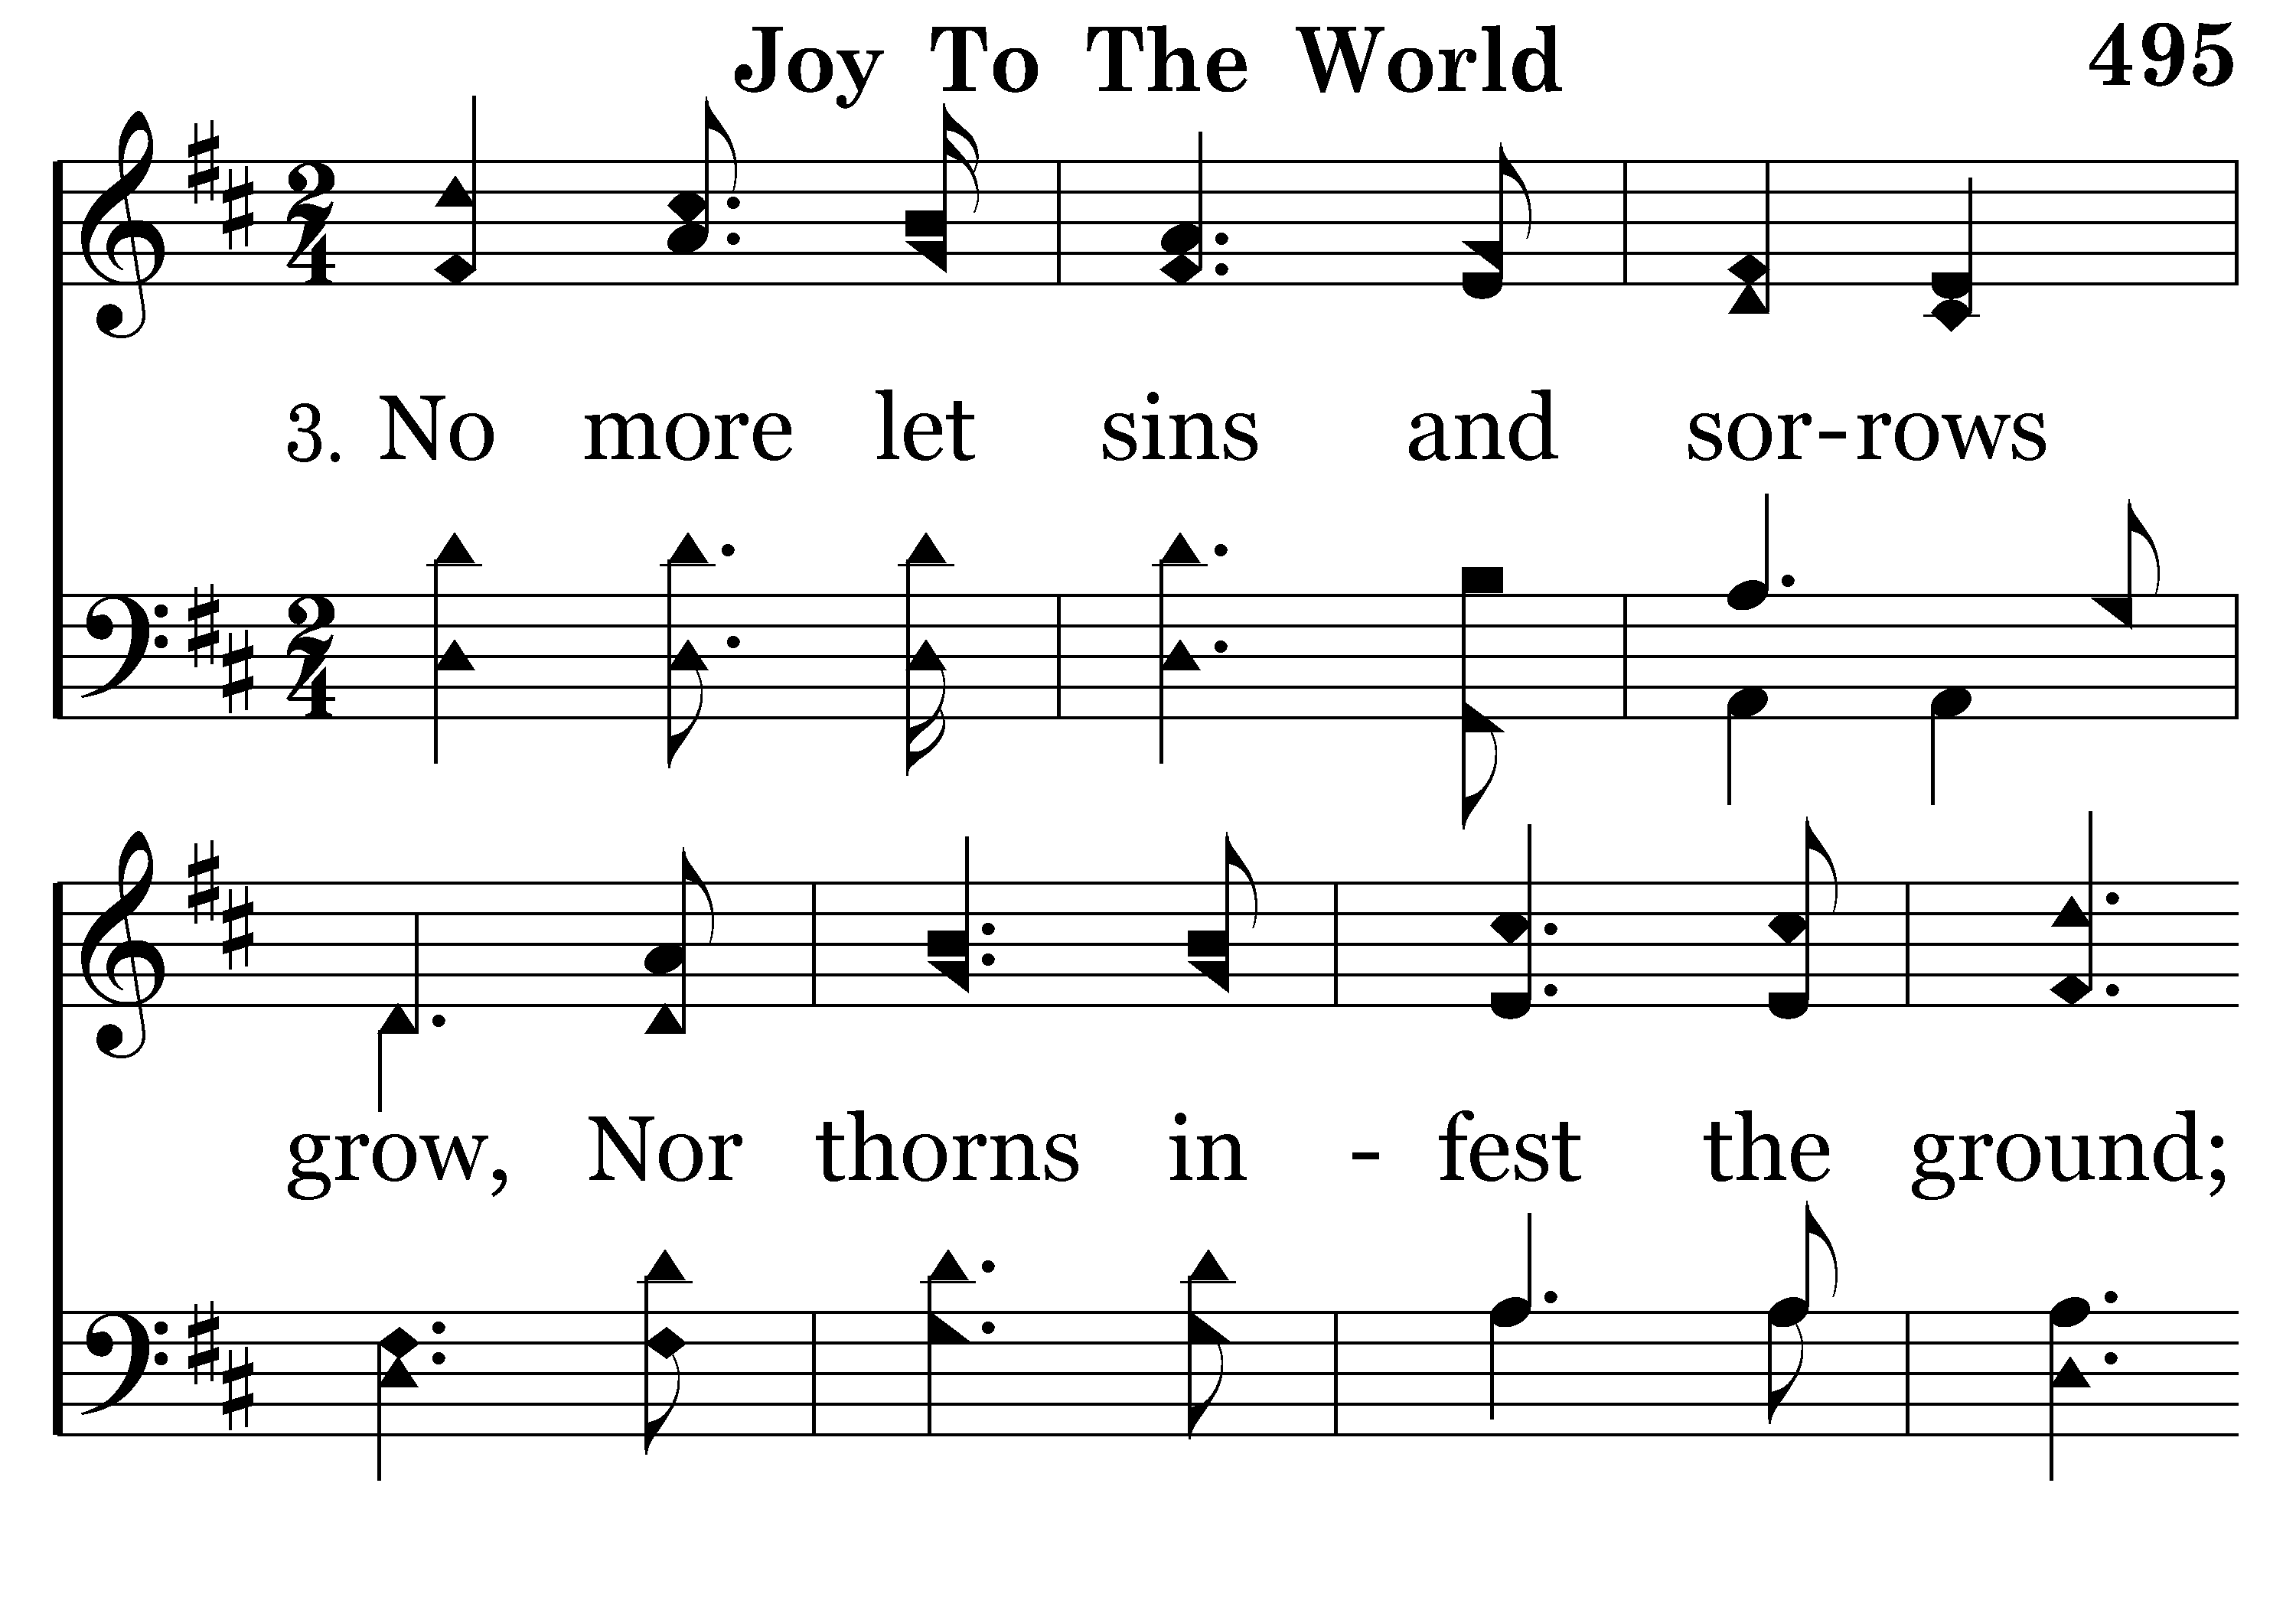 Joy To The World 495
3. No more let sins and sor-rows
grow, Nor thorns in - fest the ground;